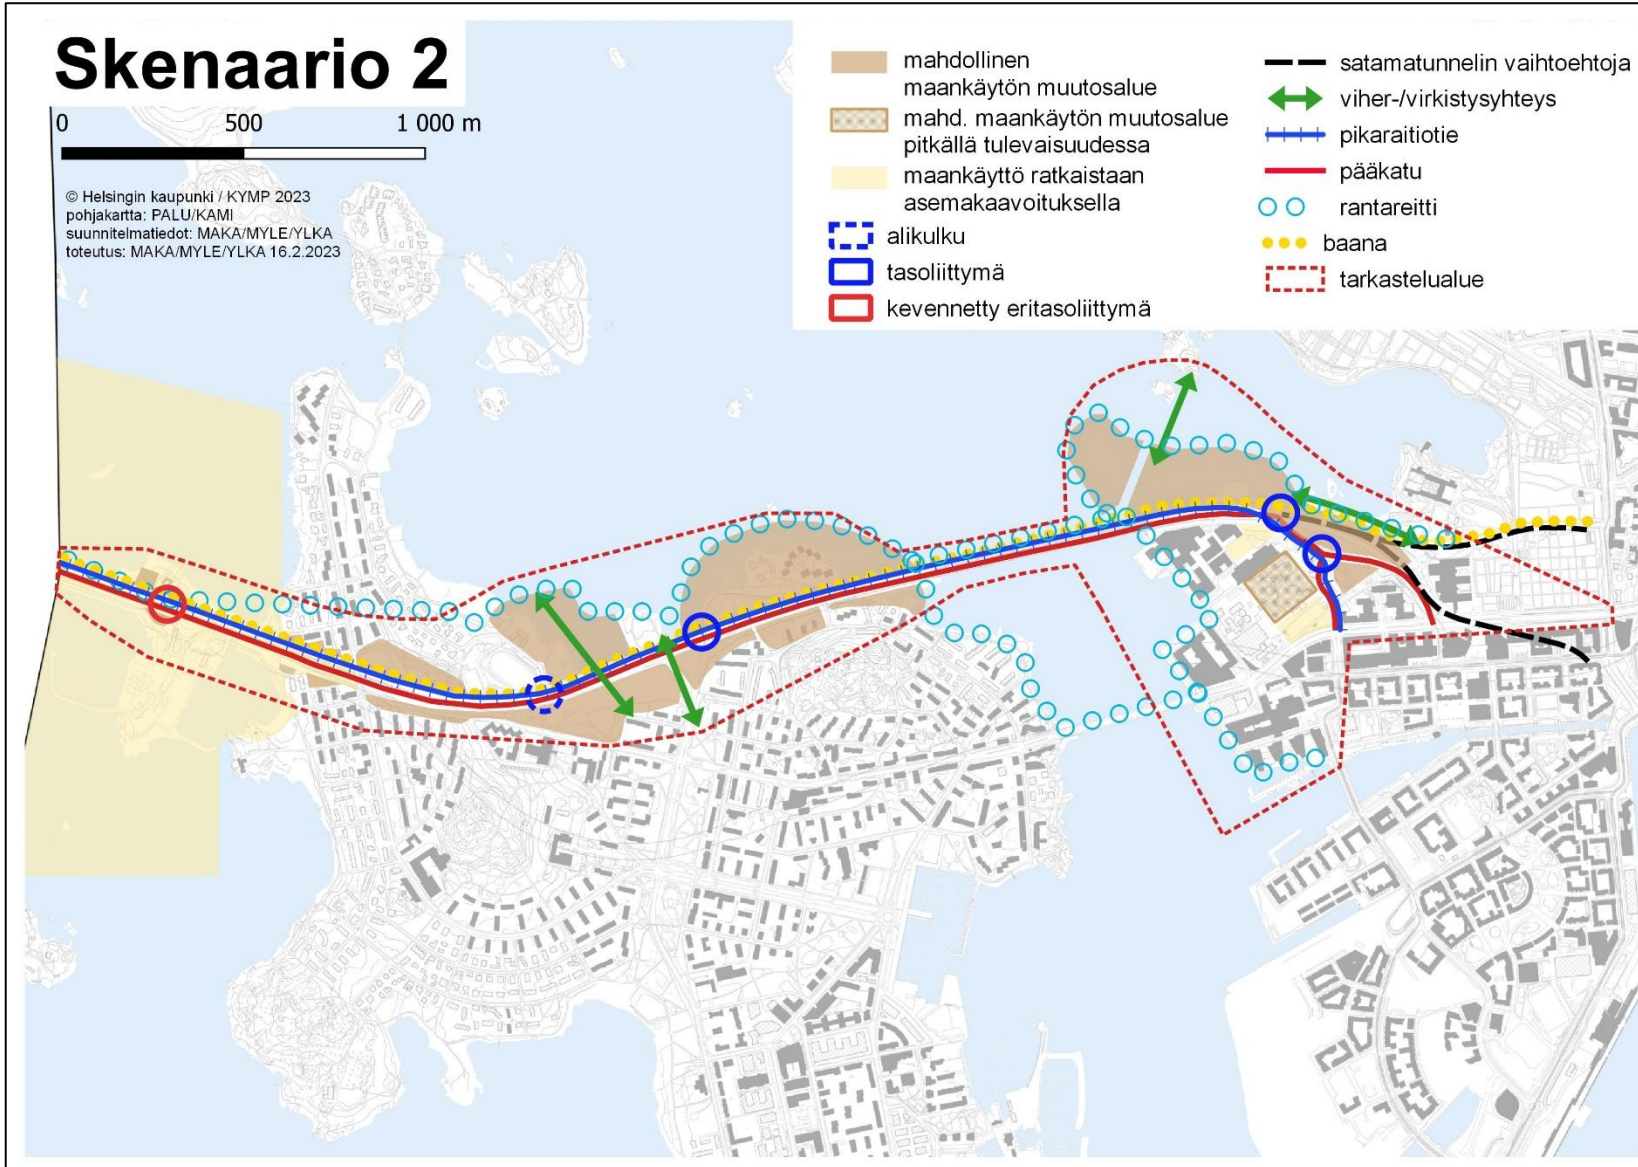 Skenaario 2
0 500 1 000 m
© Helsingin kaupunki / KYMP 2023
pohjakartta: PALU/KAMI
suunnitelmatiedot: MAKA/MYLE/YLKA
toteutus: MAKA/MYLE/YLKA 16.2.2023
mahdollinen
maankäytön muutosalue
mahd. maankäytön muutosalue
pitkällä tulevaisuudessa
maankäyttö ratkaistaan
asemakaavoituksella
alikulku
tasoliittymä
kevennetty eritasoliittymä
satamatunnelin vaihtoehtoja
viher-/virkistysyhteys
pikaraitiotie
pääkatu
rantareitti
baana
tarkastelualue